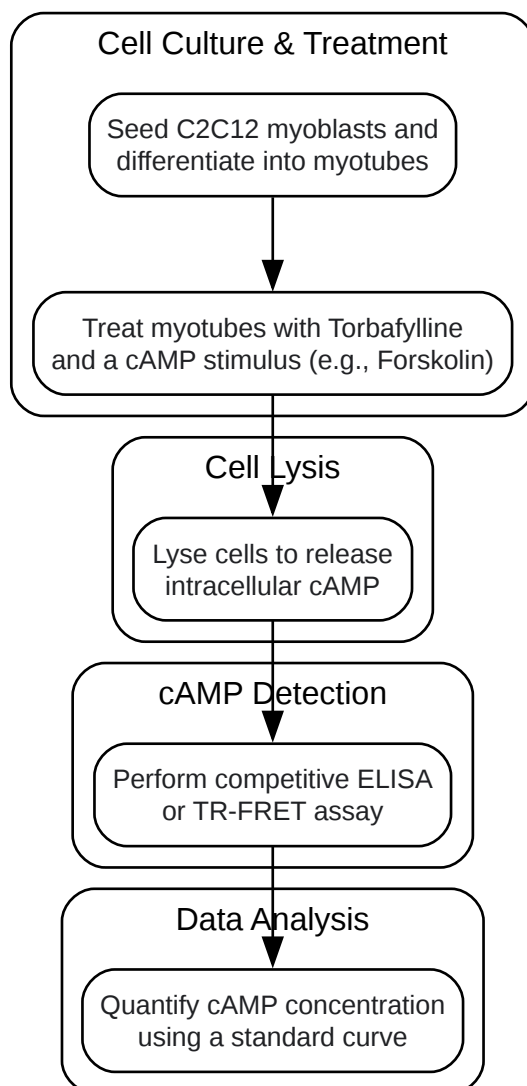 Cell Culture & Treatment
Seed C2C12 myoblasts and
differentiate into myotubes
Treat myotubes with Torbafylline
and a cAMP stimulus (e.g., Forskolin)
Cell Lysis
Lyse cells to release
intracellular cAMP
cAMP Detection
Perform competitive ELISA
or TR-FRET assay
Data Analysis
Quantify cAMP concentration
using a standard curve